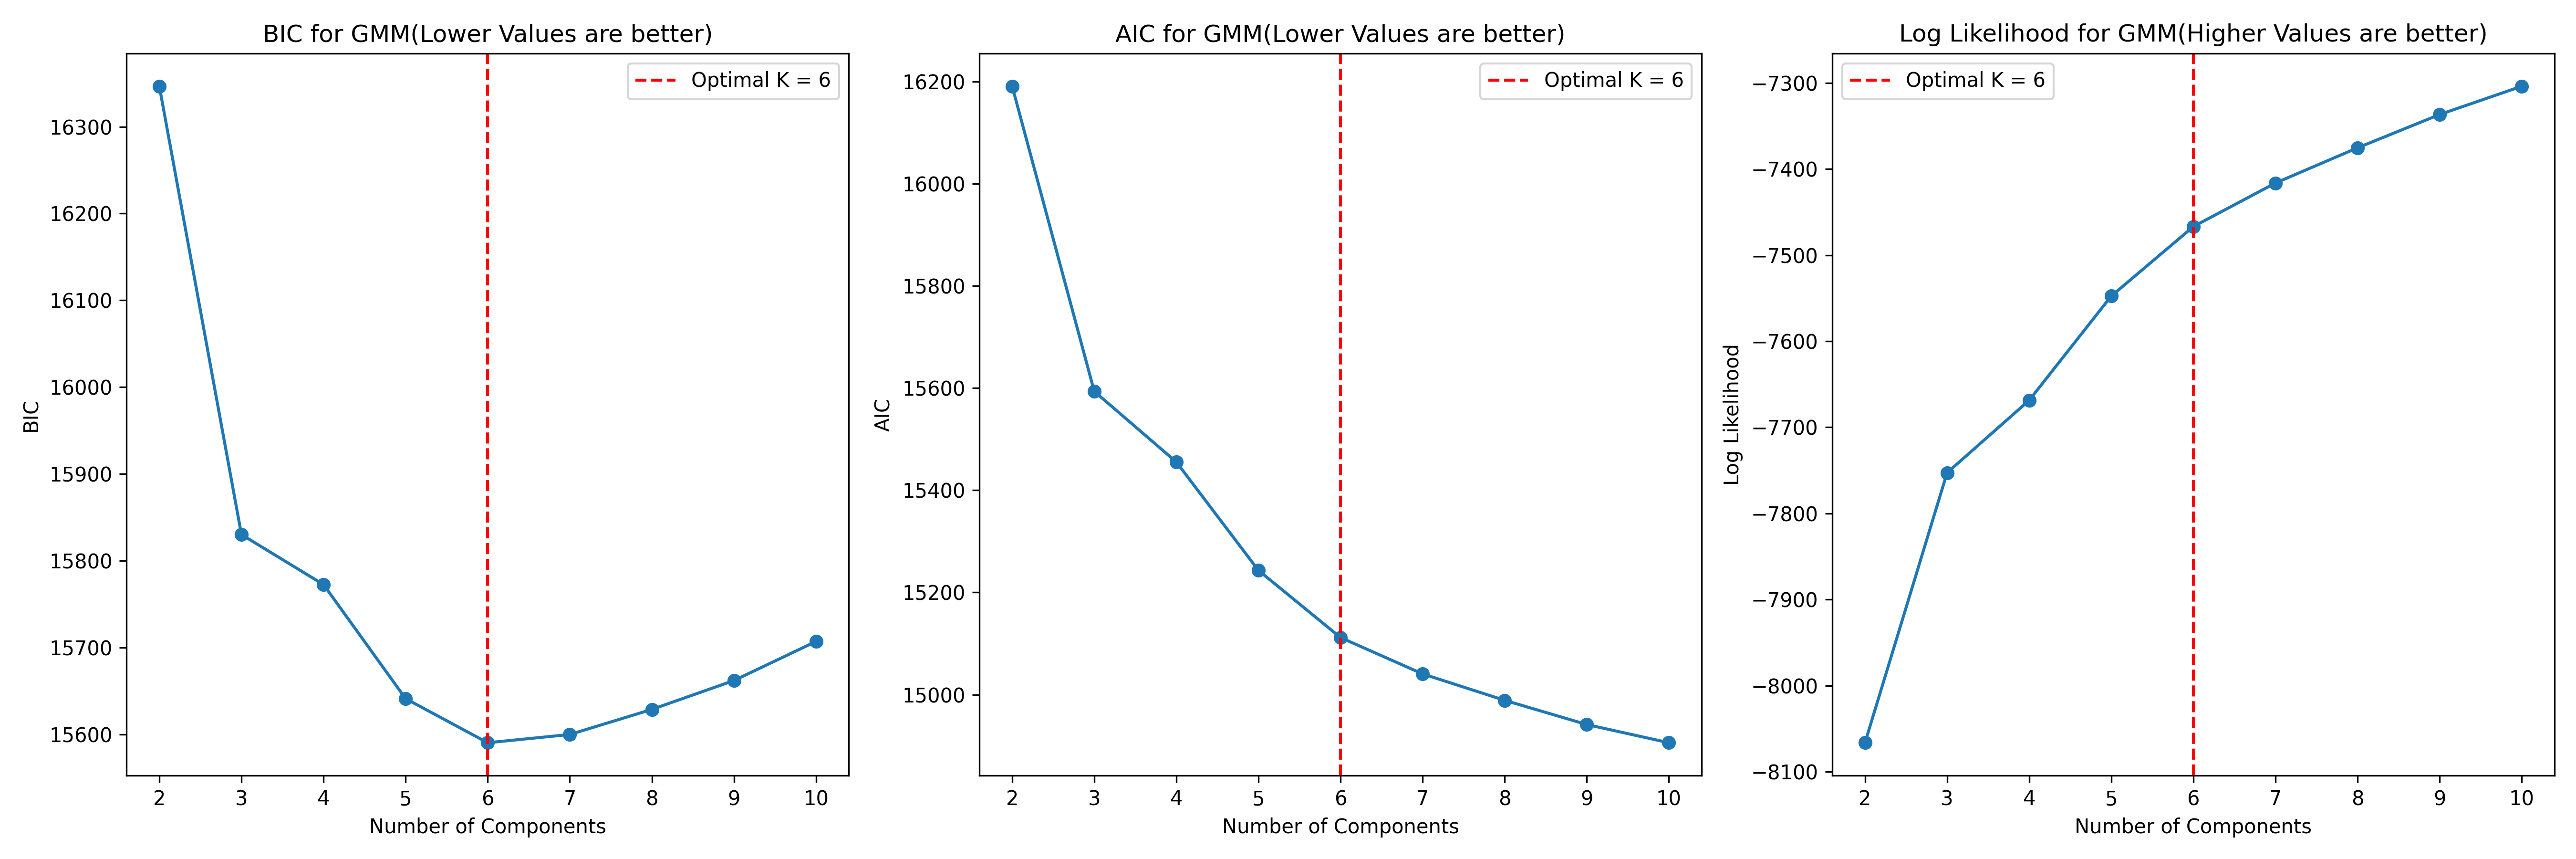 BIC for GMM(Lower Values are better)
Optimal K = 6
16300
16200
16100
16000
15900
15800
15700
15600
BIC
2 3 4 5 6 7 8 9 10
Number of Components
AIC for GMM(Lower Values are better)
Optimal K = 6
16200
16000
15800
15600
15400
15200
15000
AIC
2 3 4 5 6 7 8 9 10
Number of Components
Log Likelihood for GMM(Higher Values are better)
Optimal K = 6
−7300
−7400
−7500
−7600
−7700
−7800
−7900
−8000
−8100
Log Likelihood
2 3 4 5 6 7 8 9 10
Number of Components